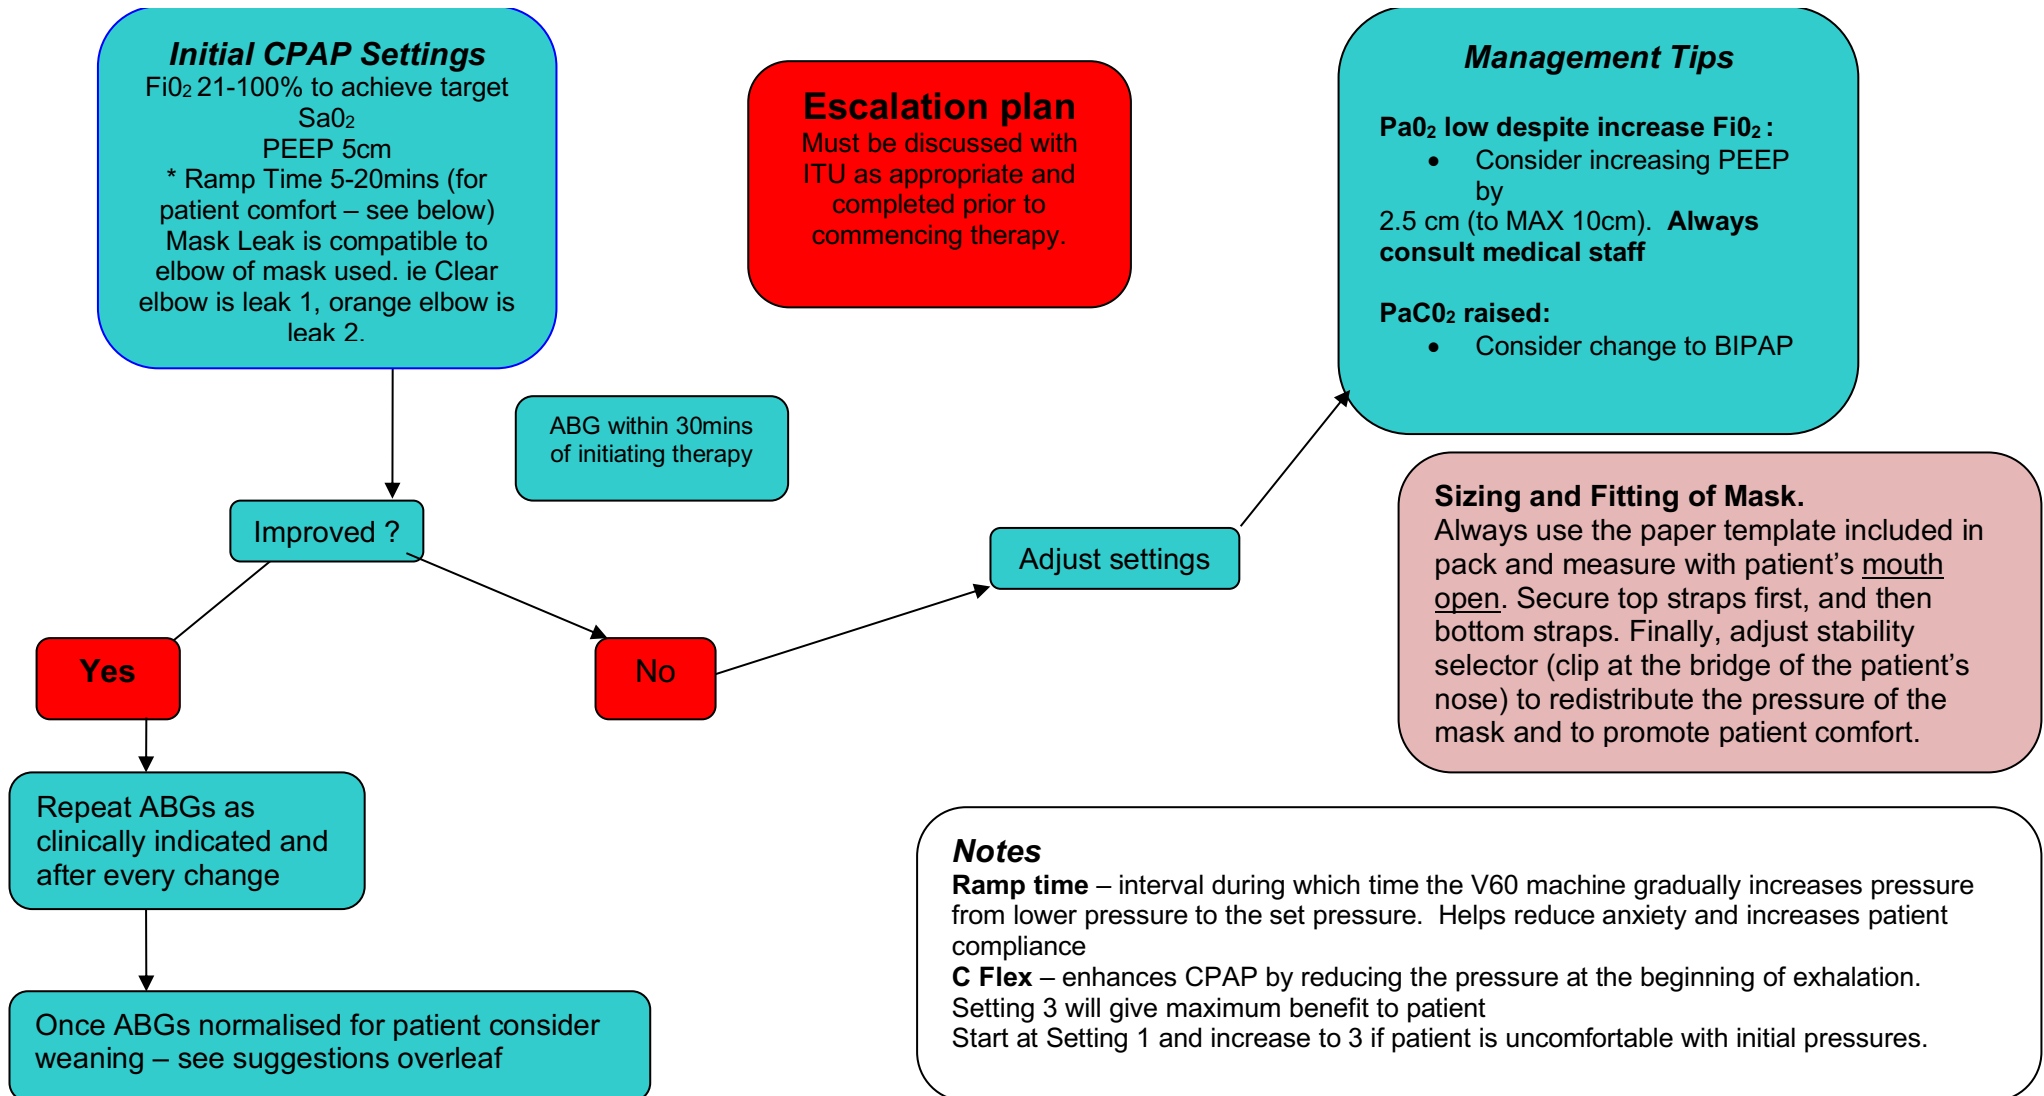 Initial CPAP Settings
Fi0₂ 21-100% to achieve target
Sa0₂
PEEP 5cm
* Ramp Time 5-20mins (for
patient comfort – see below)
Mask Leak is compatible to
elbow of mask used. ie Clear
elbow is leak 1, orange elbow is
leak 2.
Escalation plan
Must be discussed with
ITU as appropriate and
completed prior to
commencing therapy.
Management Tips
Pa0₂ low despite increase Fi0₂ :
• Consider increasing PEEP
by
2.5 cm (to MAX 10cm). Always
consult medical staff
PaC0₂ raised:
• Consider change to BIPAP
ABG within 30mins
of initiating therapy
Improved ?
Adjust settings
Sizing and Fitting of Mask.
Always use the paper template included in
pack and measure with patient’s mouth
open. Secure top straps first, and then
bottom straps. Finally, adjust stability
selector (clip at the bridge of the patient’s
nose) to redistribute the pressure of the
mask and to promote patient comfort.
Yes
No
Repeat ABGs as
clinically indicated and
after every change
Once ABGs normalised for patient consider
weaning – see suggestions overleaf
Notes
Ramp time – interval during which time the V60 machine gradually increases pressure
from lower pressure to the set pressure. Helps reduce anxiety and increases patient
compliance
C Flex – enhances CPAP by reducing the pressure at the beginning of exhalation.
Setting 3 will give maximum benefit to patient
Start at Setting 1 and increase to 3 if patient is uncomfortable with initial pressures.